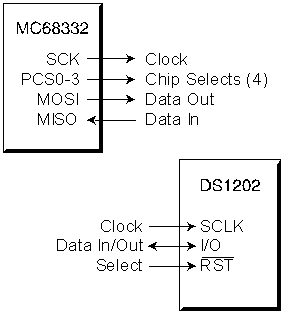 MC68332
SCK Clock
PCS0-3 Chip Selects (4)
MOSI Data Out
MISO Data In
DS1202
Clock SCLK
Data In/Out I/O
Select RST